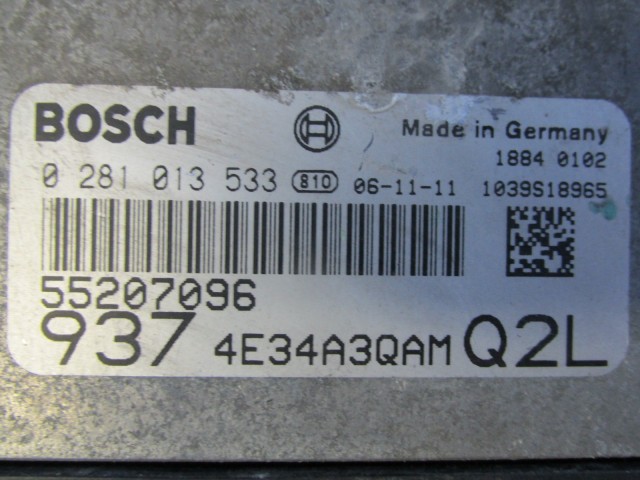 BOSCH Made in Germany
1884 0102
0 281 013 533 810 06-11-11 1039S18965
55207096
937 4E34A3QAM Q2L